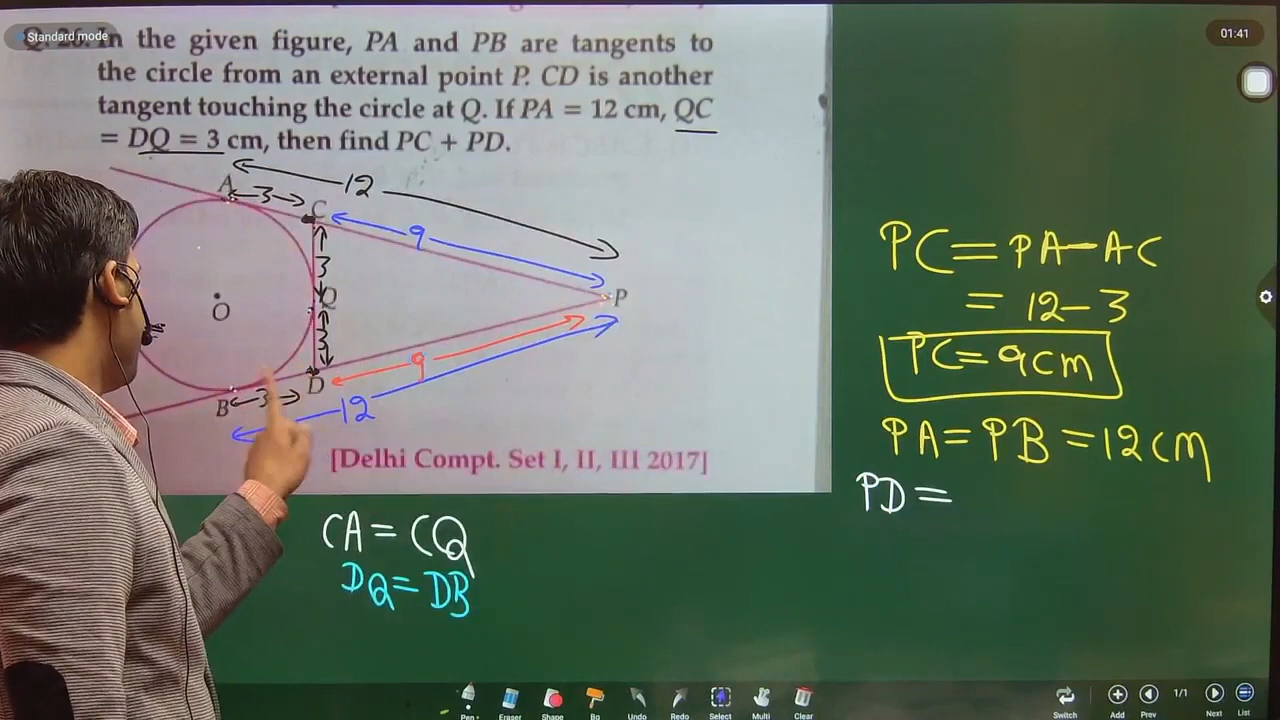 Standard mode
01:41
Q. 26. In the given figure, PA and PB are tangents to
the circle from an external point P. CD is another
tangent touching the circle at Q. If PA = 12 cm, QC
= DQ = 3 cm, then find PC + PD.
A
3
12
C
9
3
Q
O
P
3
9
D
B
3
12
[Delhi Compt. Set I, II, III 2017]
CA = CQ
DQ = DB
PC = PA - AC
= 12 - 3
PC = 9cm
PA = PB = 12cm
PD =
Pen
Eraser
Shape
Bg
Undo
Redo
Select
Multi
Clear
Switch
Add
Prev
1/1
Next
List